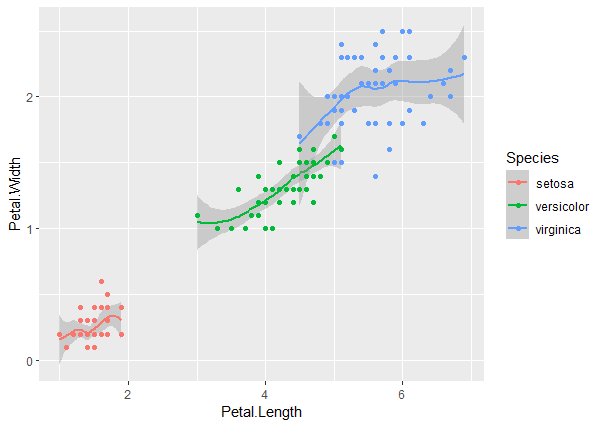 2
1
0
Petal.Width
2
4
6
Petal.Length
Species
setosa
versicolor
virginica